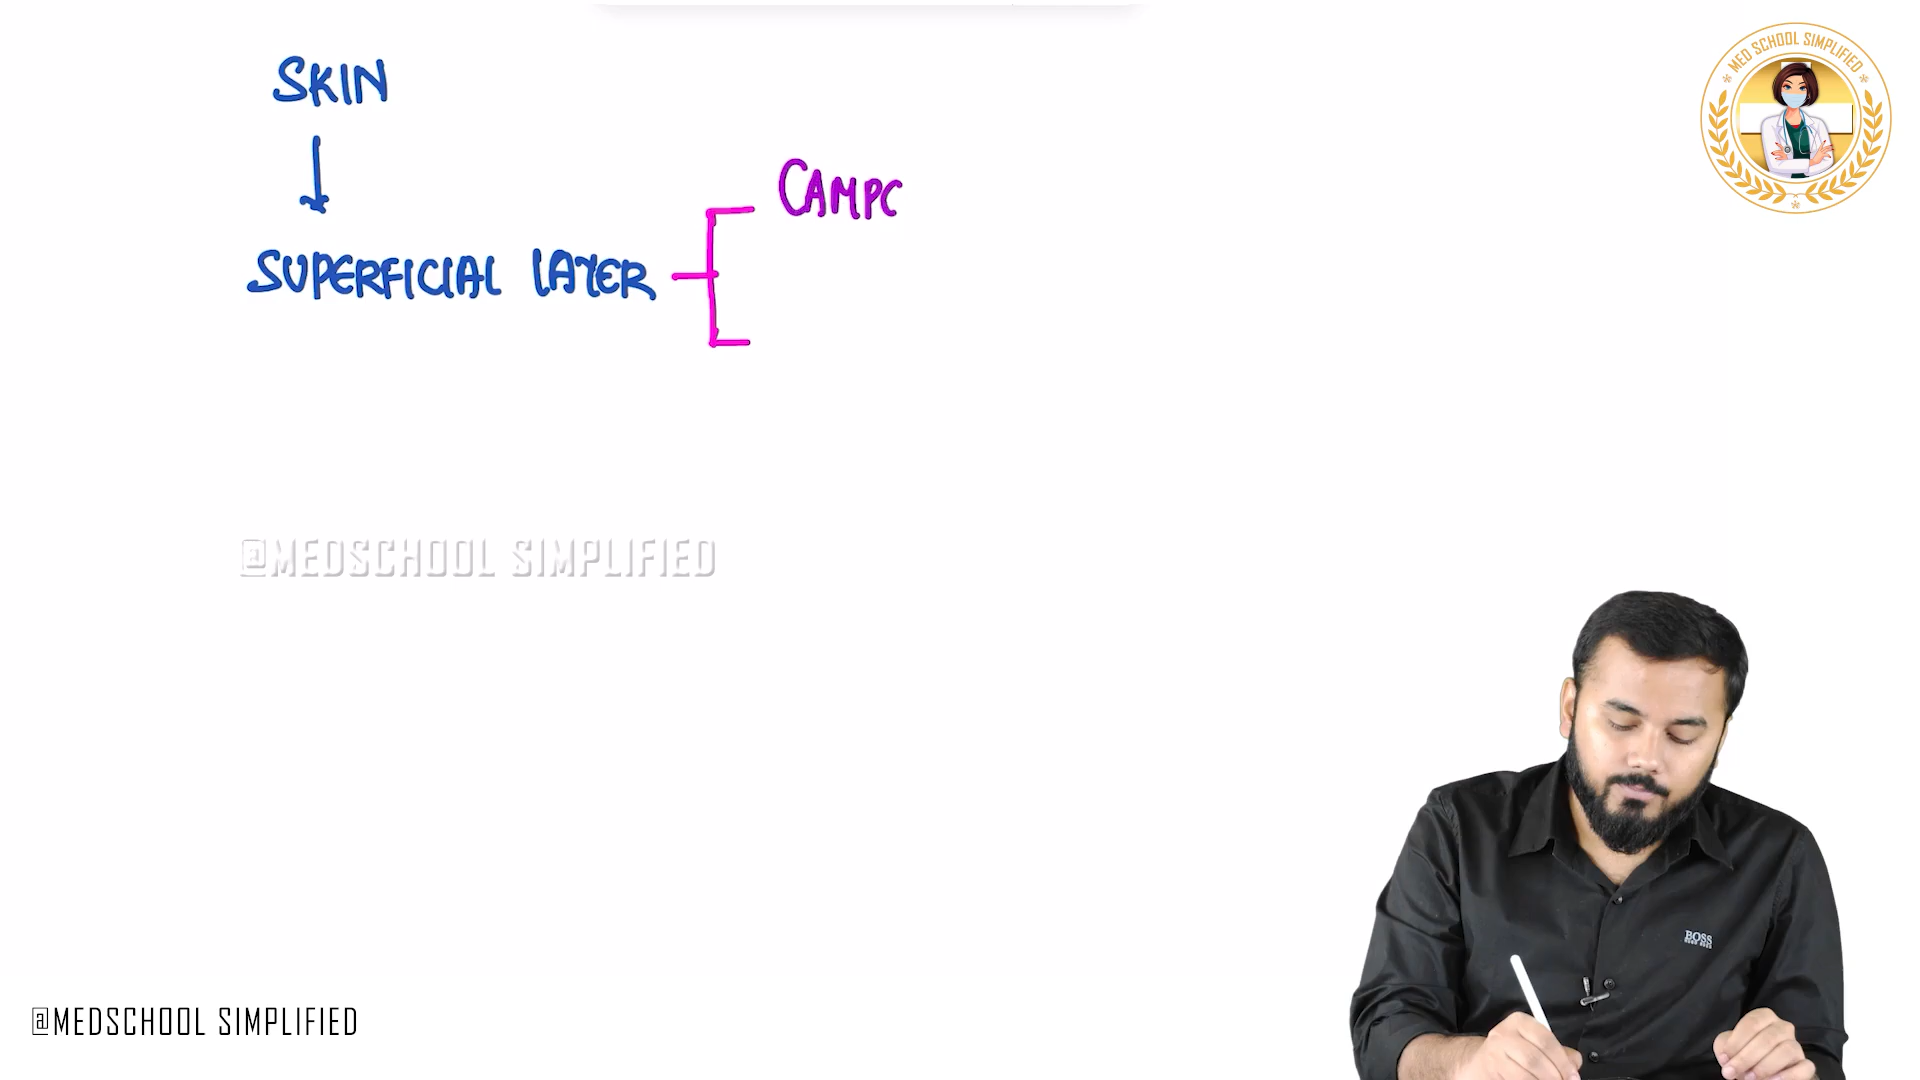 SKIN
CAMPC
SUPERFICIAL LAYER
@MEDSCHOOL SIMPLIFIED
@MEDSCHOOL SIMPLIFIED
MED SCHOOL SIMPLIFIED
BOSS